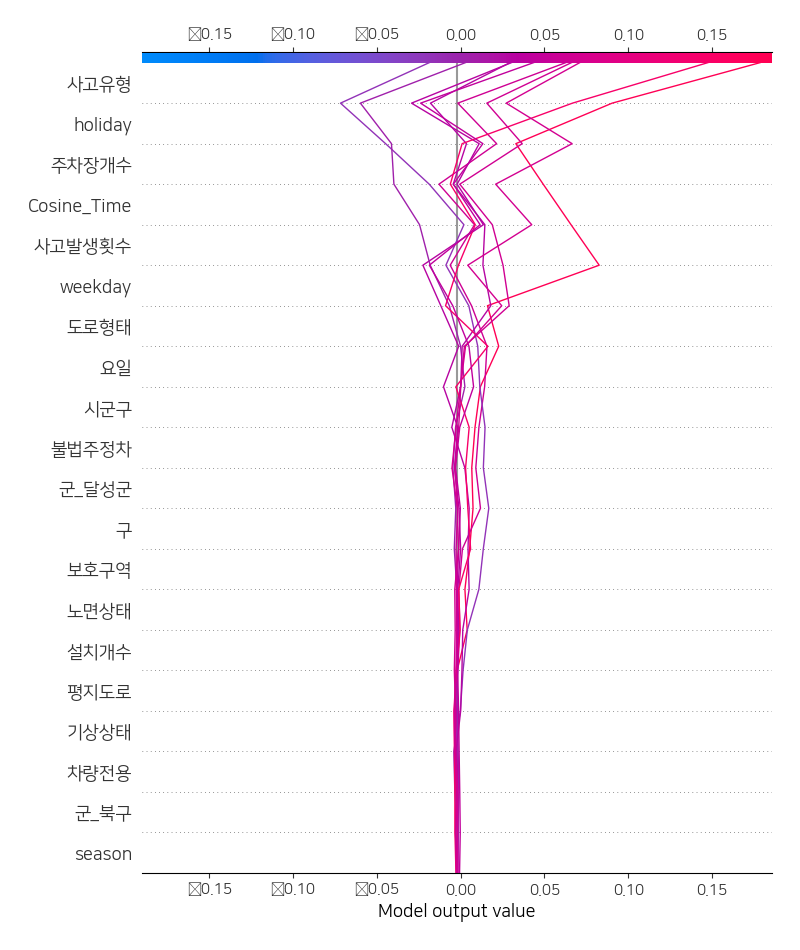 ▯0.15 ▯0.10 ▯0.05 0.00 0.05 0.10 0.15
사고유형
holiday
주차장개수
Cosine_Time
사고발생횟수
weekday
도로형태
요일
시군구
불법주정차
군_달성군
구
보호구역
노면상태
설치개수
평지도로
기상상태
차량전용
군_북구
season
▯0.15 ▯0.10 ▯0.05 0.00 0.05 0.10 0.15
Model output value